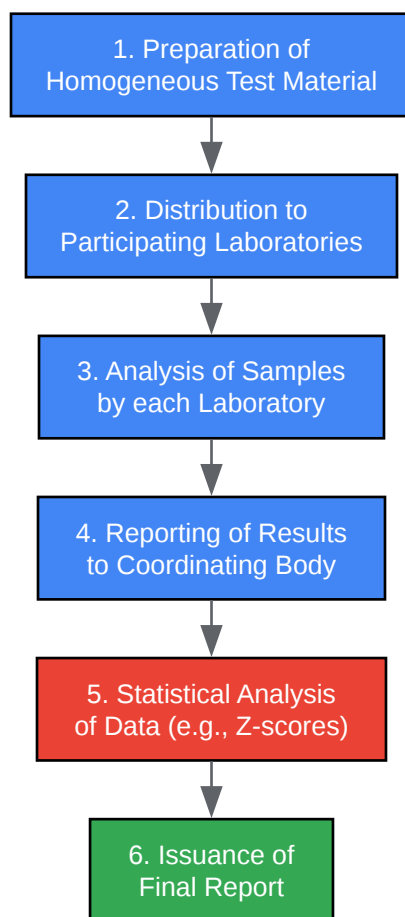 1. Preparation of
Homogeneous Test Material
2. Distribution to
Participating Laboratories
3. Analysis of Samples
by each Laboratory
4. Reporting of Results
to Coordinating Body
5. Statistical Analysis
of Data (e.g., Z-scores)
6. Issuance of
Final Report